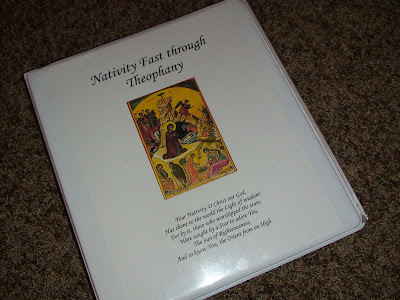 Nativity Fast through
Theophany
Your Nativity, O Christ our God,
Has shone to the world the Light of wisdom!
For by it, those who worshipped the stars,
Were taught by a Star to adore You,
The Sun of Righteousness,
And to know You, the Orient from on High